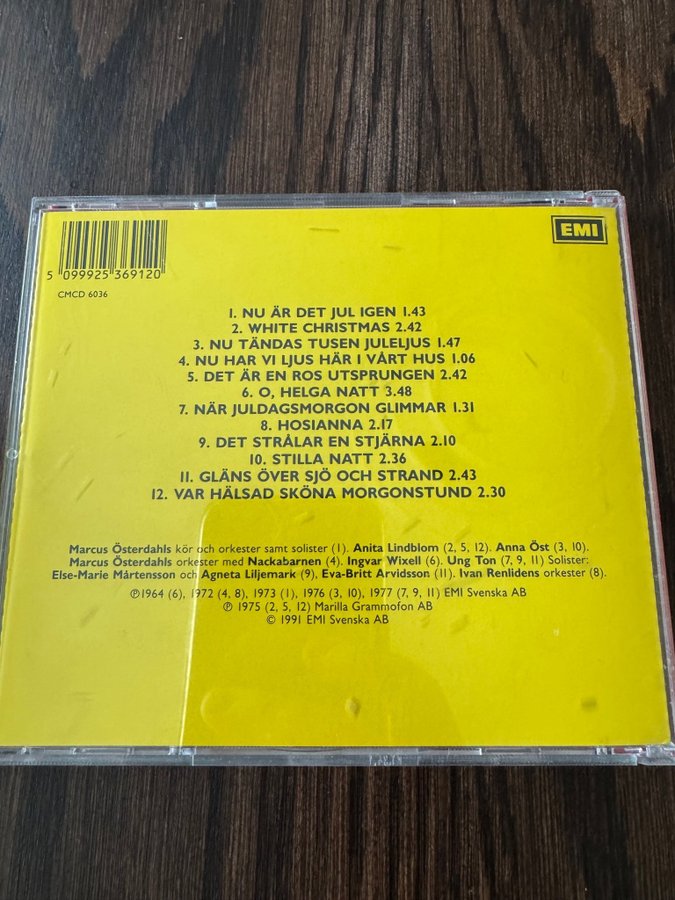 EMI
5 099925 369120
CMCD 6036
1. NU ÄR DET JUL IGEN 1.43
2. WHITE CHRISTMAS 2.42
3. NU TÄNDAS TUSEN JULELJUS 1.47
4. NU HAR VI LJUS HÄR I VÅRT HUS 1.06
5. DET ÄR EN ROS UTSPRUNGEN 2.42
6. O, HELGA NATT 3.48
7. NÄR JULDAGSMORGON GLIMMAR 1.31
8. HOSIANNA 2.17
9. DET STRÅLAR EN STJÄRNA 2.10
10. STILLA NATT 2.36
11. GLÄNS ÖVER SJÖ OCH STRAND 2.43
12. VAR HÄLSAD SKÖNA MORGONSTUND 2.30
Marcus Österdahls kör och orkester samt solister (1). Anita Lindblom (2, 5, 12). Anna Öst (3, 10).
Marcus Österdahls orkester med Nackabarnen (4). Ingvar Wixell (6). Ung Ton (7, 9, 11) Solister:
Else-Marie Mårtensson och Agneta Liljemark (9), Eva-Britt Arvidsson (11). Ivan Renlidens orkester (8).
℗1964 (6), 1972 (4, 8), 1973 (1), 1976 (3, 10), 1977 (7, 9, 11) EMI Svenska AB
℗ 1975 (2, 5, 12) Marilla Grammofon AB
© 1991 EMI Svenska AB